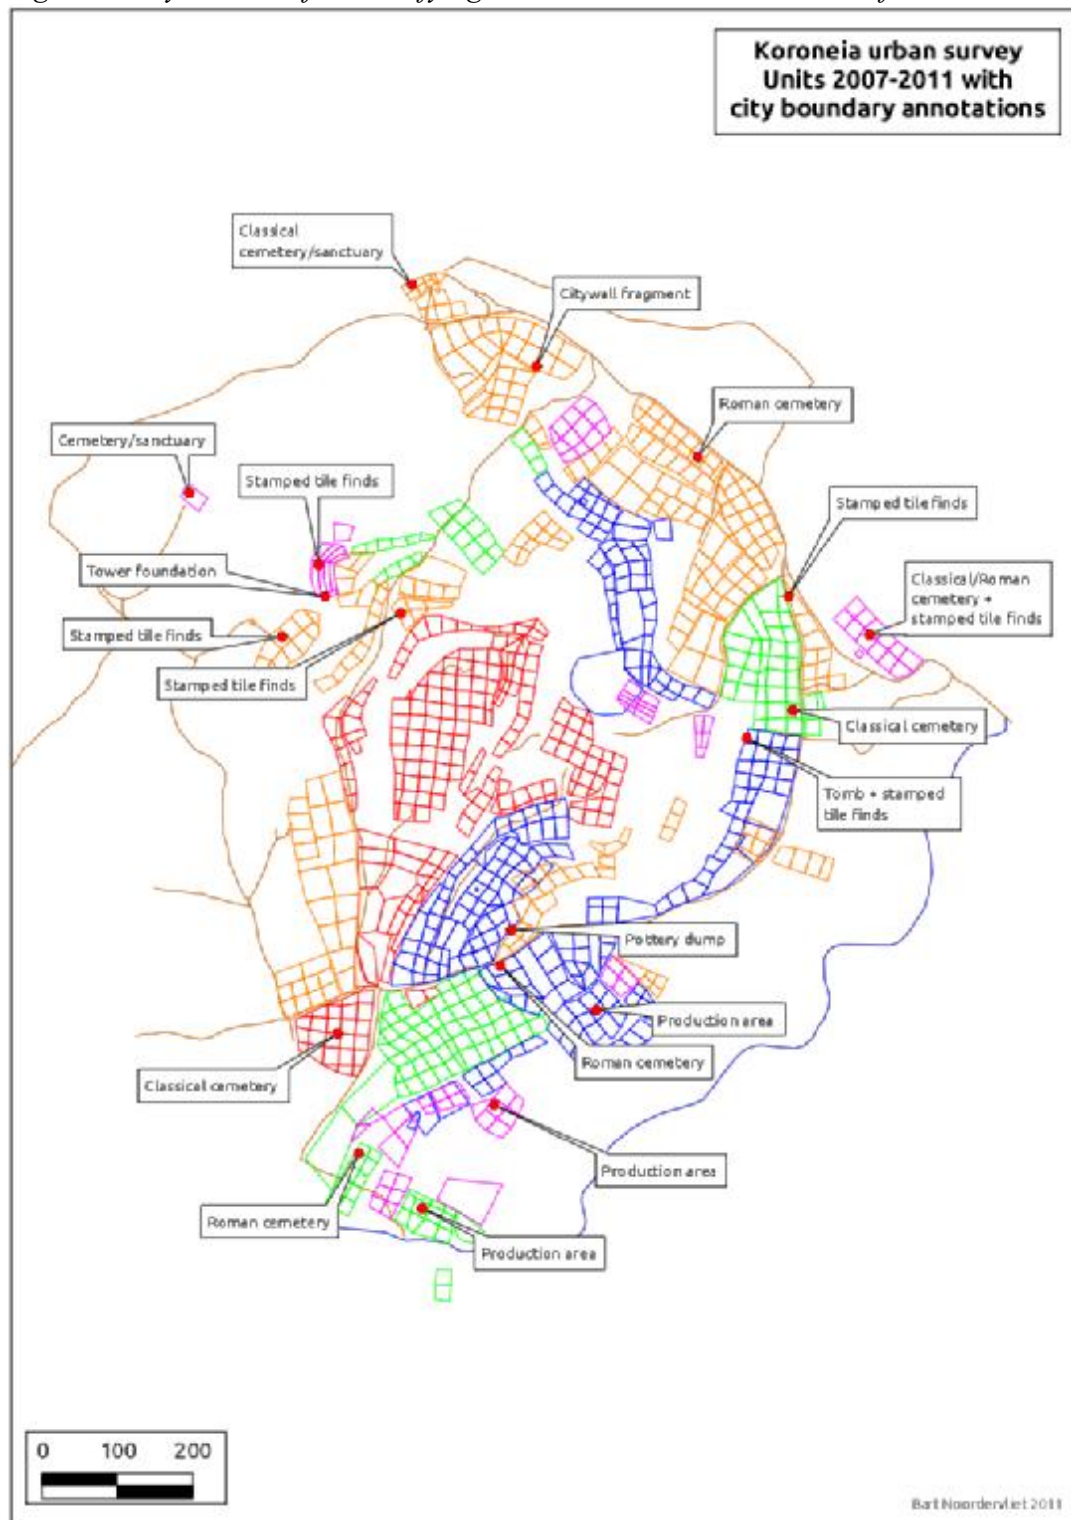 Koroneia urban survey
Units 2007-2011 with
city boundary annotations
Classical
cemetery/sanctuary
Citywall fragment
Roman cemetery
Cemetery/sanctuary
Stamped tile finds
Stamped tile finds
Tower foundation
Classical/Roman
cemetery +
stamped tile finds
Stamped tile finds
Stamped tile finds
Classical cemetery
Tomb + stamped
tile finds
Pottery dump
Production area
Roman cemetery
Classical cemetery
Production area
Roman cemetery
Production area
0 100 200
Bart Noordervliet 2011